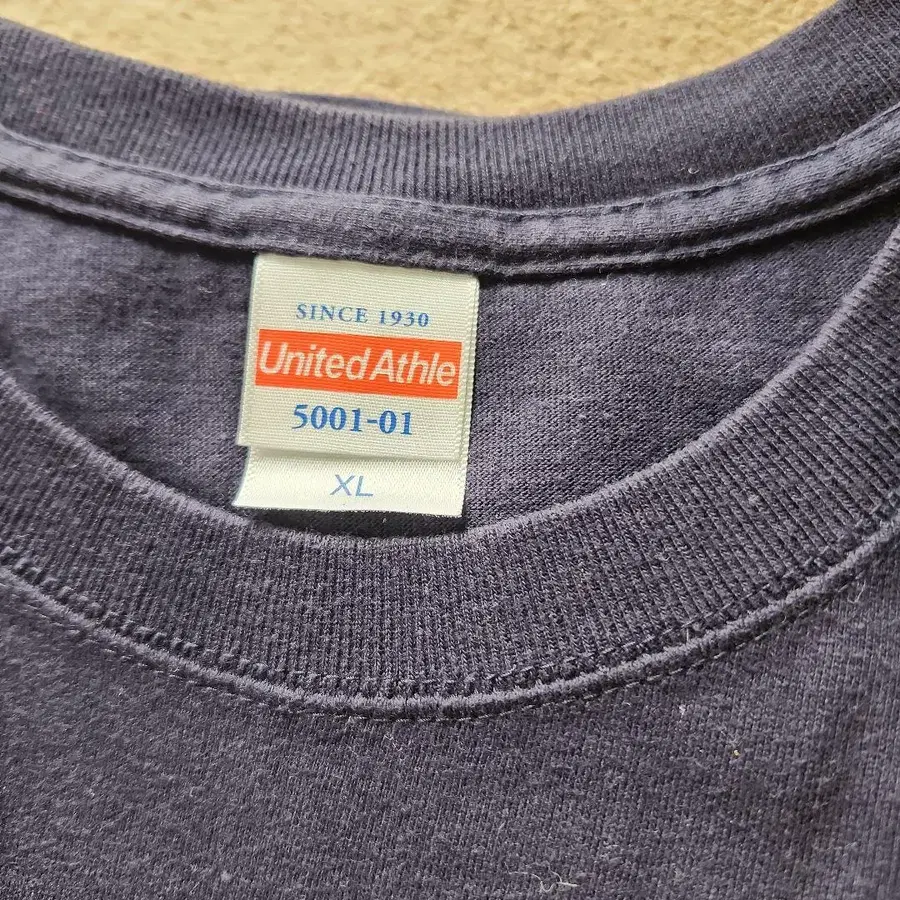 SINCE 1930
United Athle
5001-01
XL